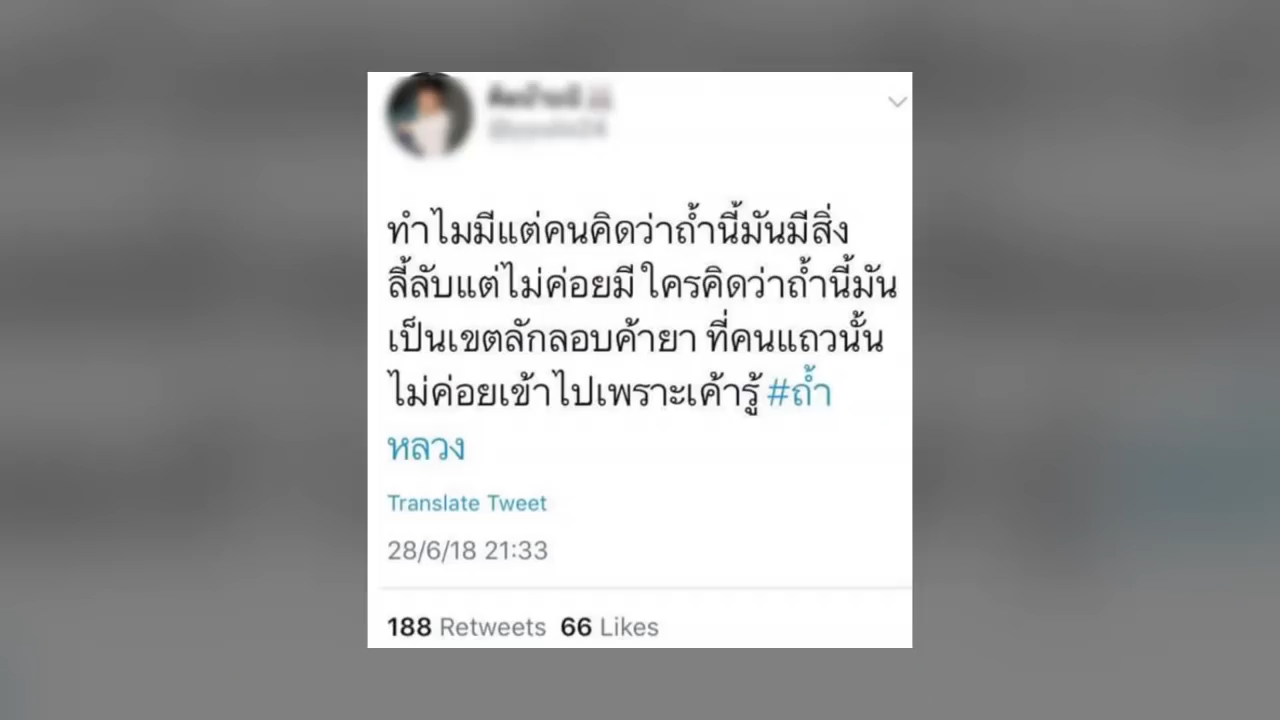 ทำไมมีแต่คนคิดว่าถ้ำนี้มันมีสิ่ง
ลี้ลับแต่ไม่ค่อยมี ใครคิดว่าถ้ำนี้มัน
เป็นเขตลักลอบค้ายา ที่คนแถวนั้น
ไม่ค่อยเข้าไปเพราะเค้ารู้ #ถ้ำ
หลวง
Translate Tweet
28/6/18 21:33
188 Retweets 66 Likes